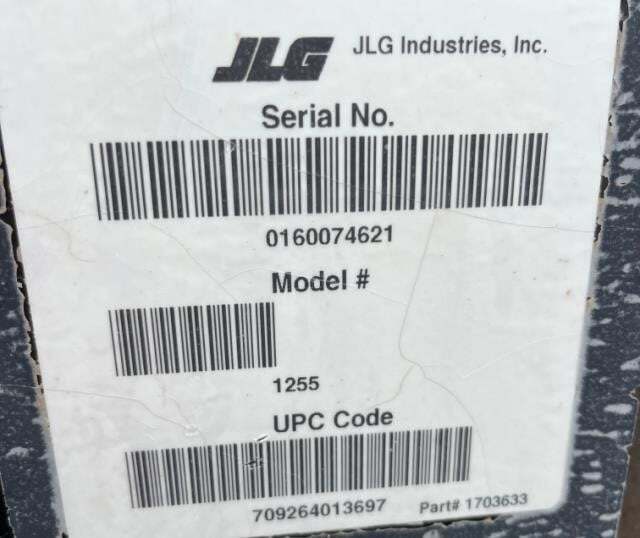 JLG JLG Industries, Inc.
Serial No.
0160074621
Model #
1255
UPC Code
709264013697 Part# 1703633